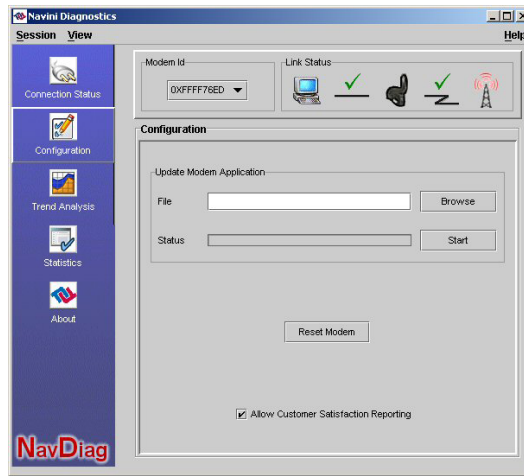 Navini Diagnostics
Session View Help
Connection Status
Configuration
Trend Analysis
Statistics
About
NavDiag
Modem Id
0XFFFF76ED
Link Status
Configuration
Update Modem Application
File Browse
Status Start
Reset Modem
Allow Customer Satisfaction Reporting